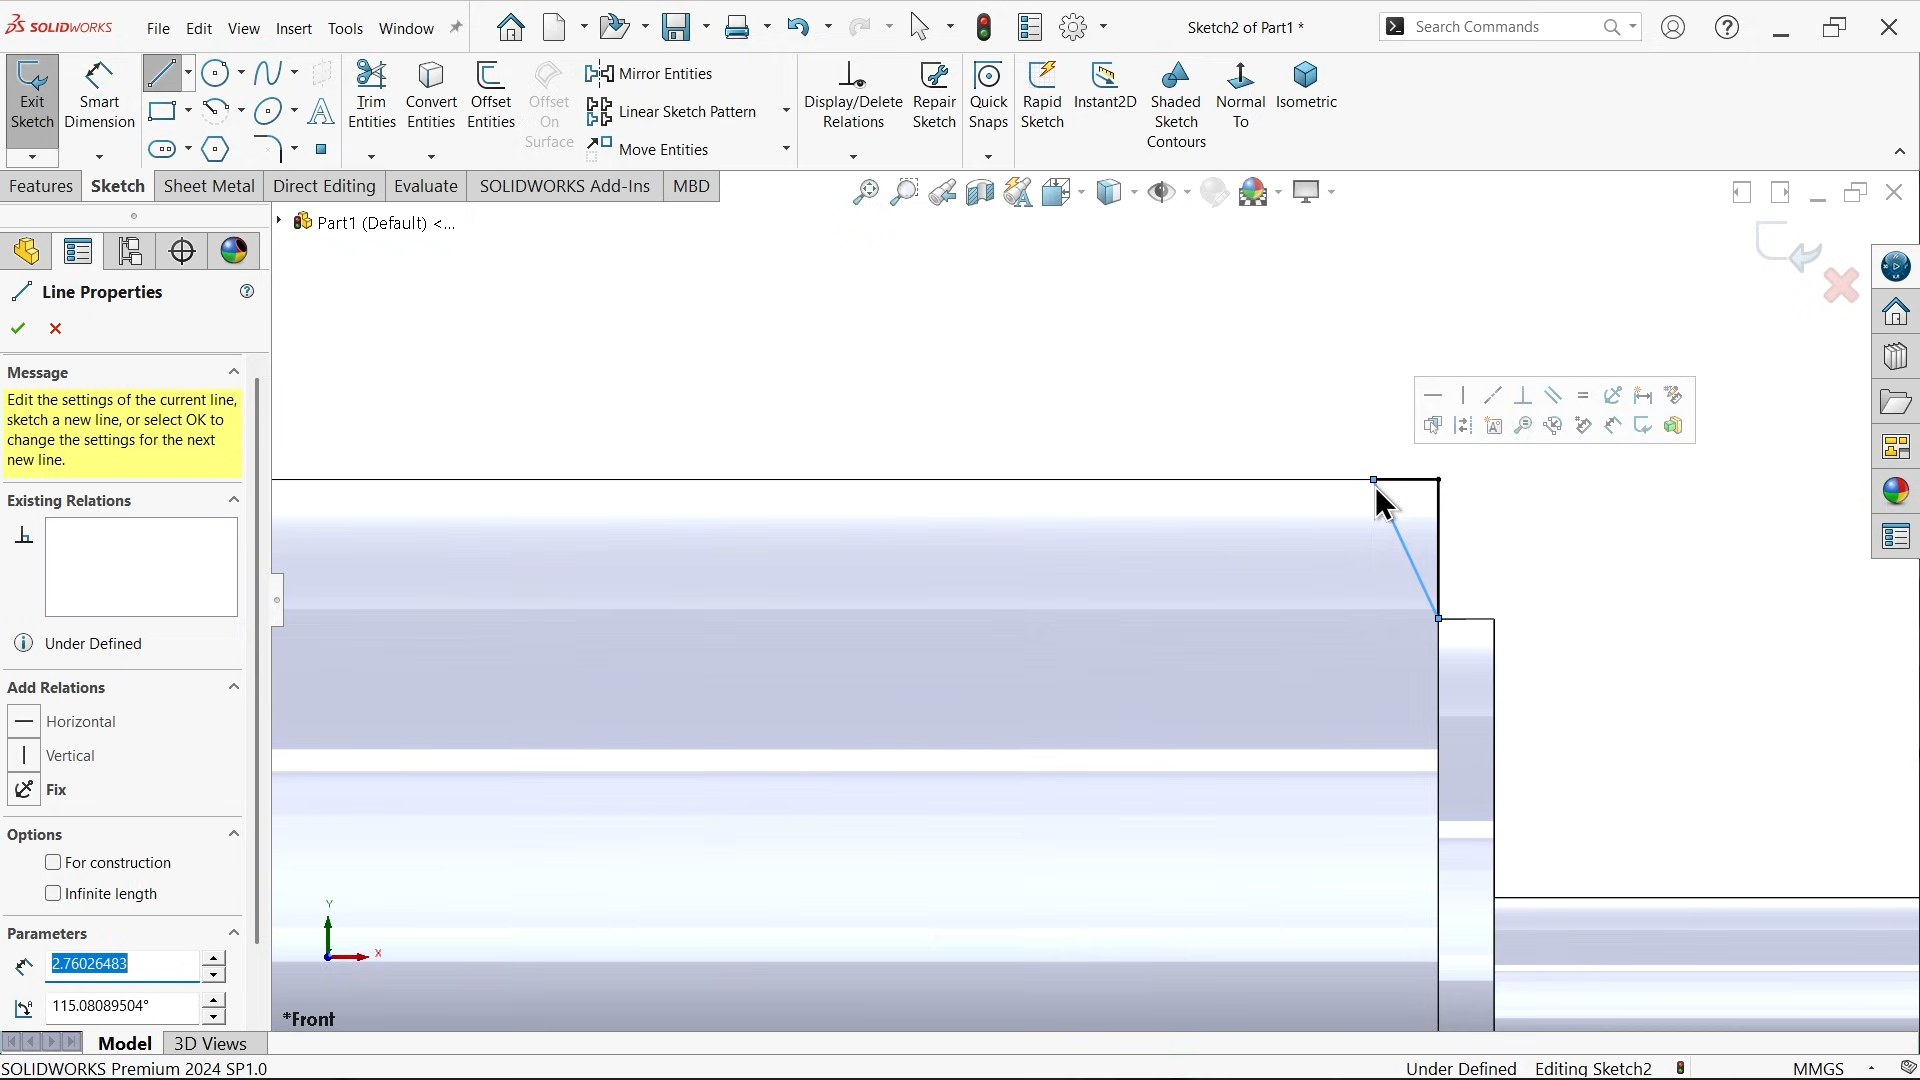 SOLIDWORKS File Edit View Insert Tools Window Sketch2 of Part1 * Search Commands
Exit Sketch
Smart Dimension
Trim Entities
Convert Entities
Offset Entities
Offset On Surface
Mirror Entities
Linear Sketch Pattern
Move Entities
Display/Delete Relations
Repair Sketch
Quick Snaps
Rapid Sketch
Instant2D
Shaded Sketch Contours
Normal To
Isometric
Features Sketch Sheet Metal Direct Editing Evaluate SOLIDWORKS Add-Ins MBD
Part1 (Default) <...
Line Properties
Message
Edit the settings of the current line,
sketch a new line, or select OK to
change the settings for the next
new line.
Existing Relations
Under Defined
Add Relations
Horizontal
Vertical
Fix
Options
For construction
Infinite length
Parameters
2.76026483
115.08089504°
Y
X
*Front
Model 3D Views
SOLIDWORKS Premium 2024 SP1.0 Under Defined Editing Sketch2 MMGS